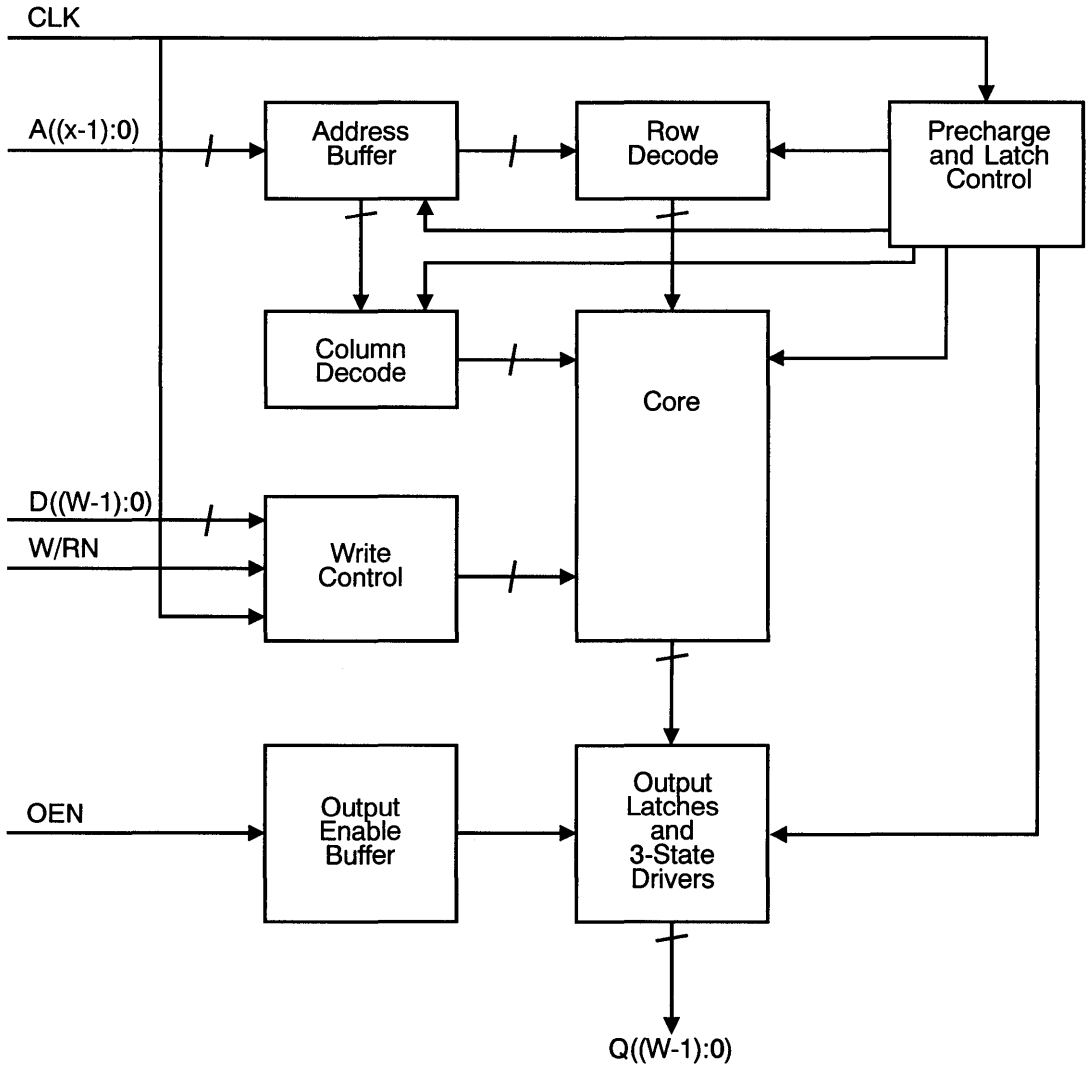 CLK
A((x-1):0)
Address
Buffer
Row
Decode
Precharge
and Latch
Control
Column
Decode
Core
D((W-1):0)
W/RN
Write
Control
OEN
Output
Enable
Buffer
Output
Latches
and
3-State
Drivers
Q((W-1):0)